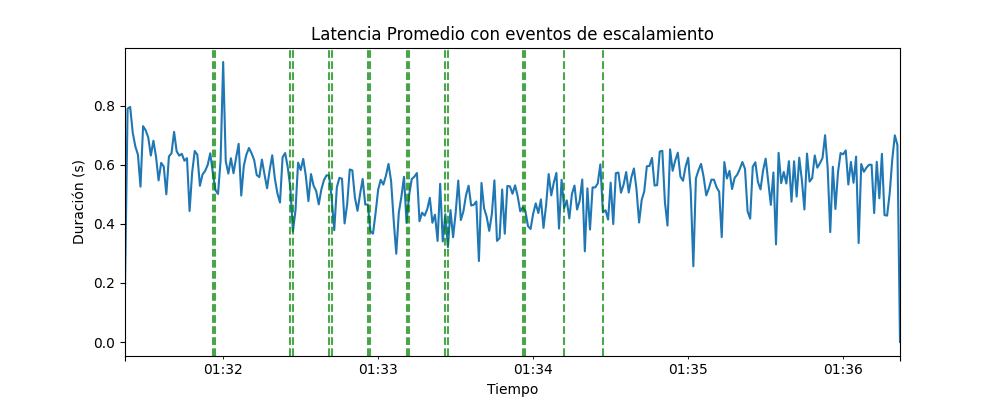 Latencia Promedio con eventos de escalamiento
Duración (s)
0.8
0.6
0.4
0.2
0.0
01:32 01:33 01:34 01:35 01:36
Tiempo